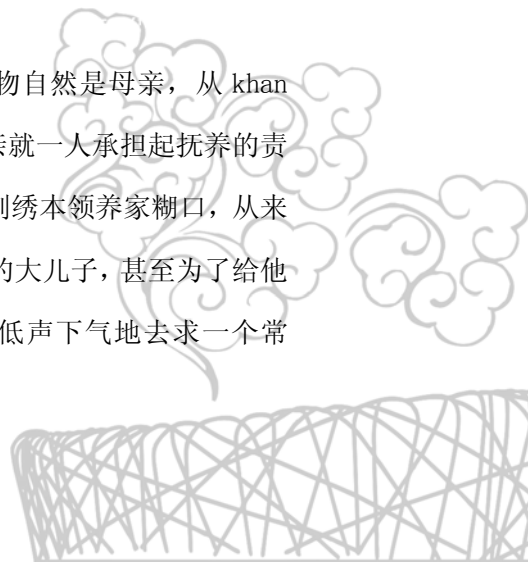 物自然是母亲，从 khan
亲就一人承担起抚养的责
刺绣本领养家糊口，从来
的大儿子，甚至为了给他
低声下气地去求一个常